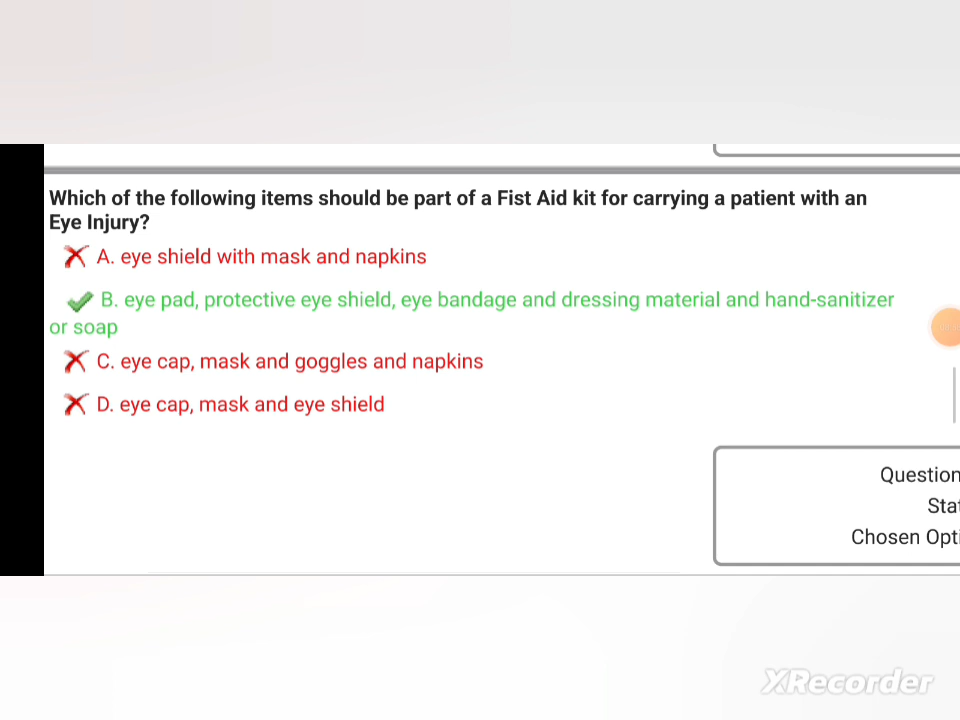 Which of the following items should be part of a Fist Aid kit for carrying a patient with an
Eye Injury?
A. eye shield with mask and napkins
B. eye pad, protective eye shield, eye bandage and dressing material and hand-sanitizer
or soap
C. eye cap, mask and goggles and napkins
D. eye cap, mask and eye shield
Question
Stat
Chosen Opti
XRecorder